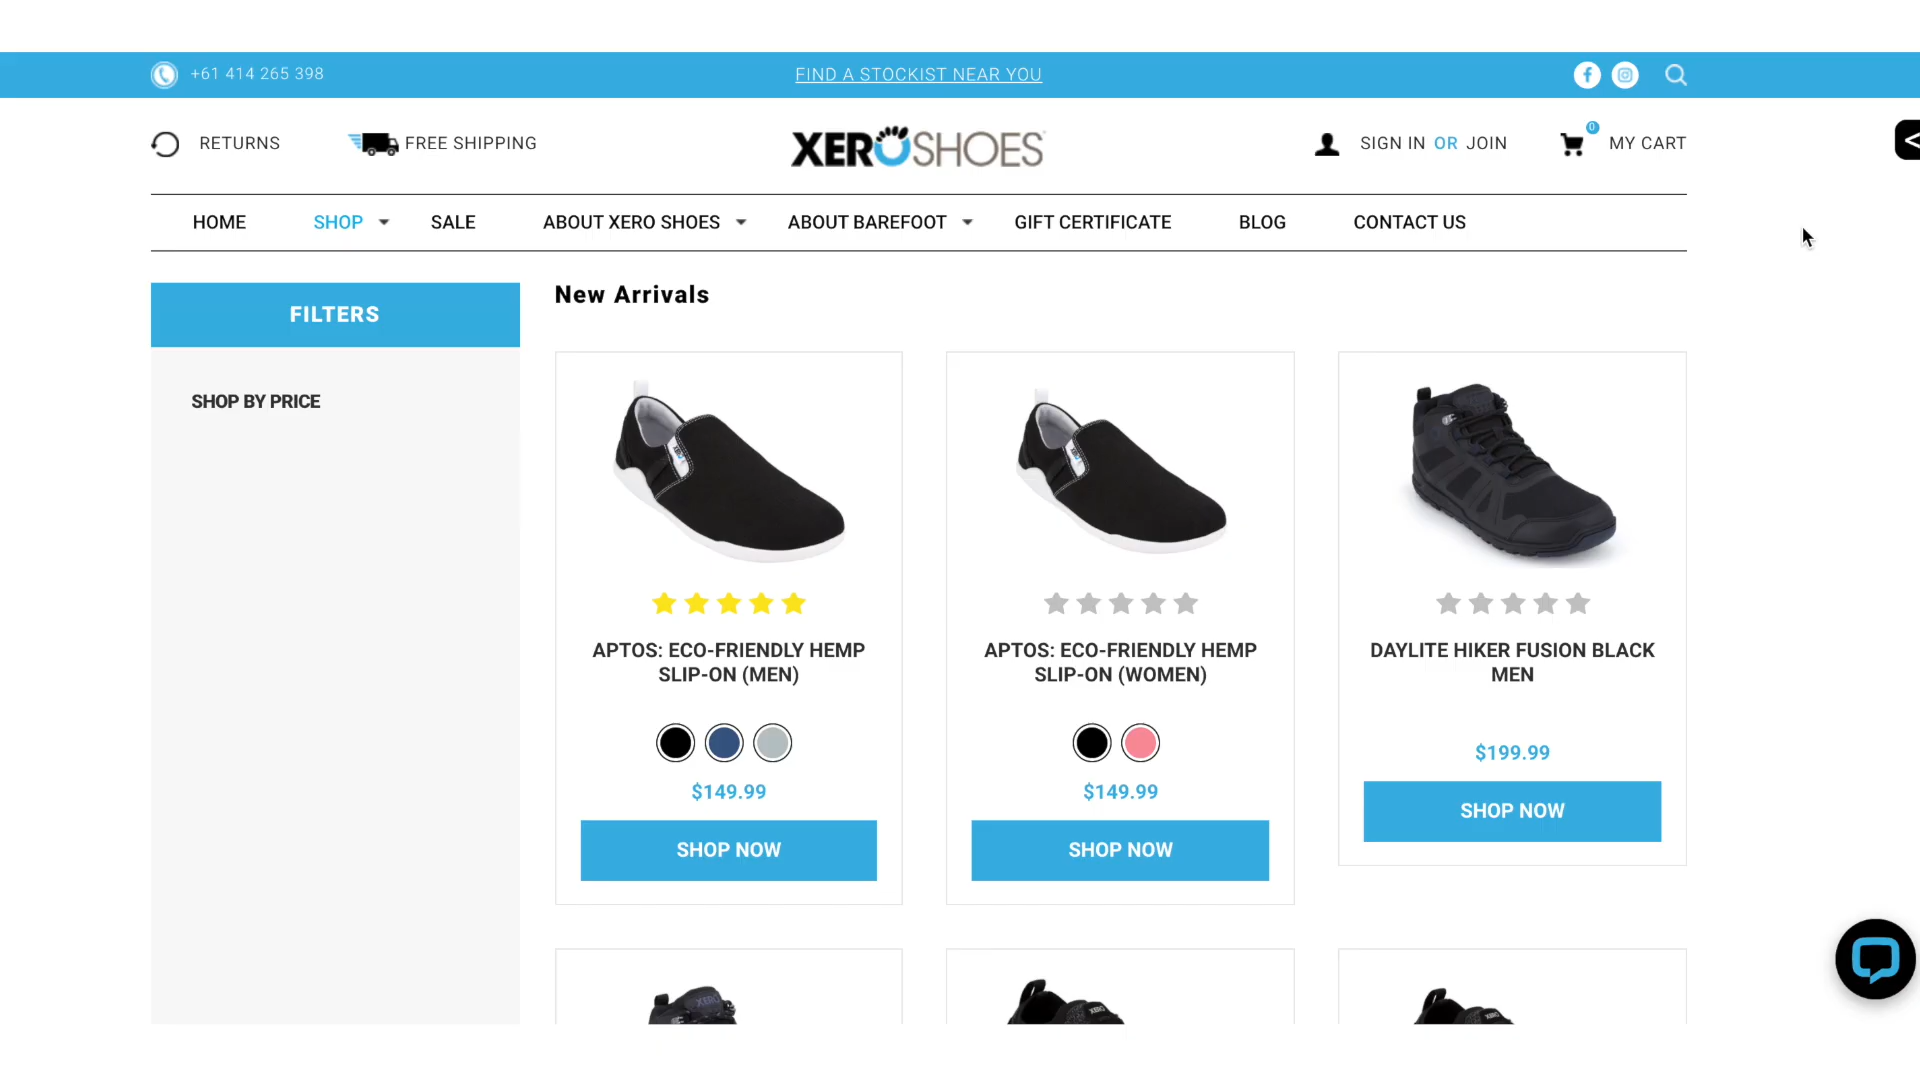 +61 414 265 398
FIND A STOCKIST NEAR YOU
RETURNS
FREE SHIPPING
XEROSHOES
SIGN IN OR JOIN
0
MY CART
HOME
SHOP
SALE
ABOUT XERO SHOES
ABOUT BAREFOOT
GIFT CERTIFICATE
BLOG
CONTACT US
FILTERS
SHOP BY PRICE
New Arrivals
APTOS: ECO-FRIENDLY HEMP
SLIP-ON (MEN)
$149.99
SHOP NOW
APTOS: ECO-FRIENDLY HEMP
SLIP-ON (WOMEN)
$149.99
SHOP NOW
DAYLITE HIKER FUSION BLACK
MEN
$199.99
SHOP NOW
XERO
XERO
XERO